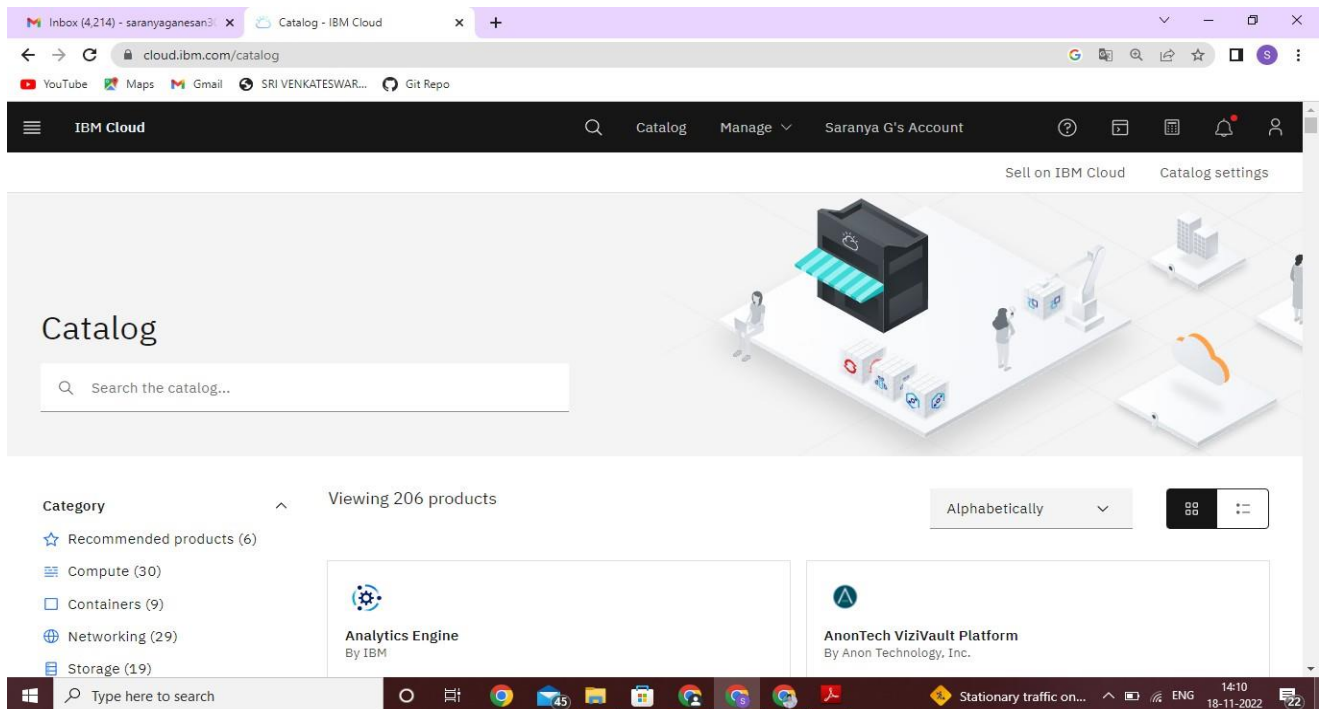 Inbox (4,214) - saranyaganesan3
Catalog - IBM Cloud
cloud.ibm.com/catalog
YouTube Maps Gmail SRI VENKATESWAR... Git Repo
IBM Cloud Catalog Manage Saranya G's Account
Sell on IBM Cloud Catalog settings
Catalog
Search the catalog...
Category
Recommended products (6)
Compute (30)
Containers (9)
Networking (29)
Storage (19)
Viewing 206 products
Alphabetically
Analytics Engine
By IBM
AnonTech ViziVault Platform
By Anon Technology, Inc.
Type here to search
45
Stationary traffic on...
ENG
14:10
18-11-2022
22